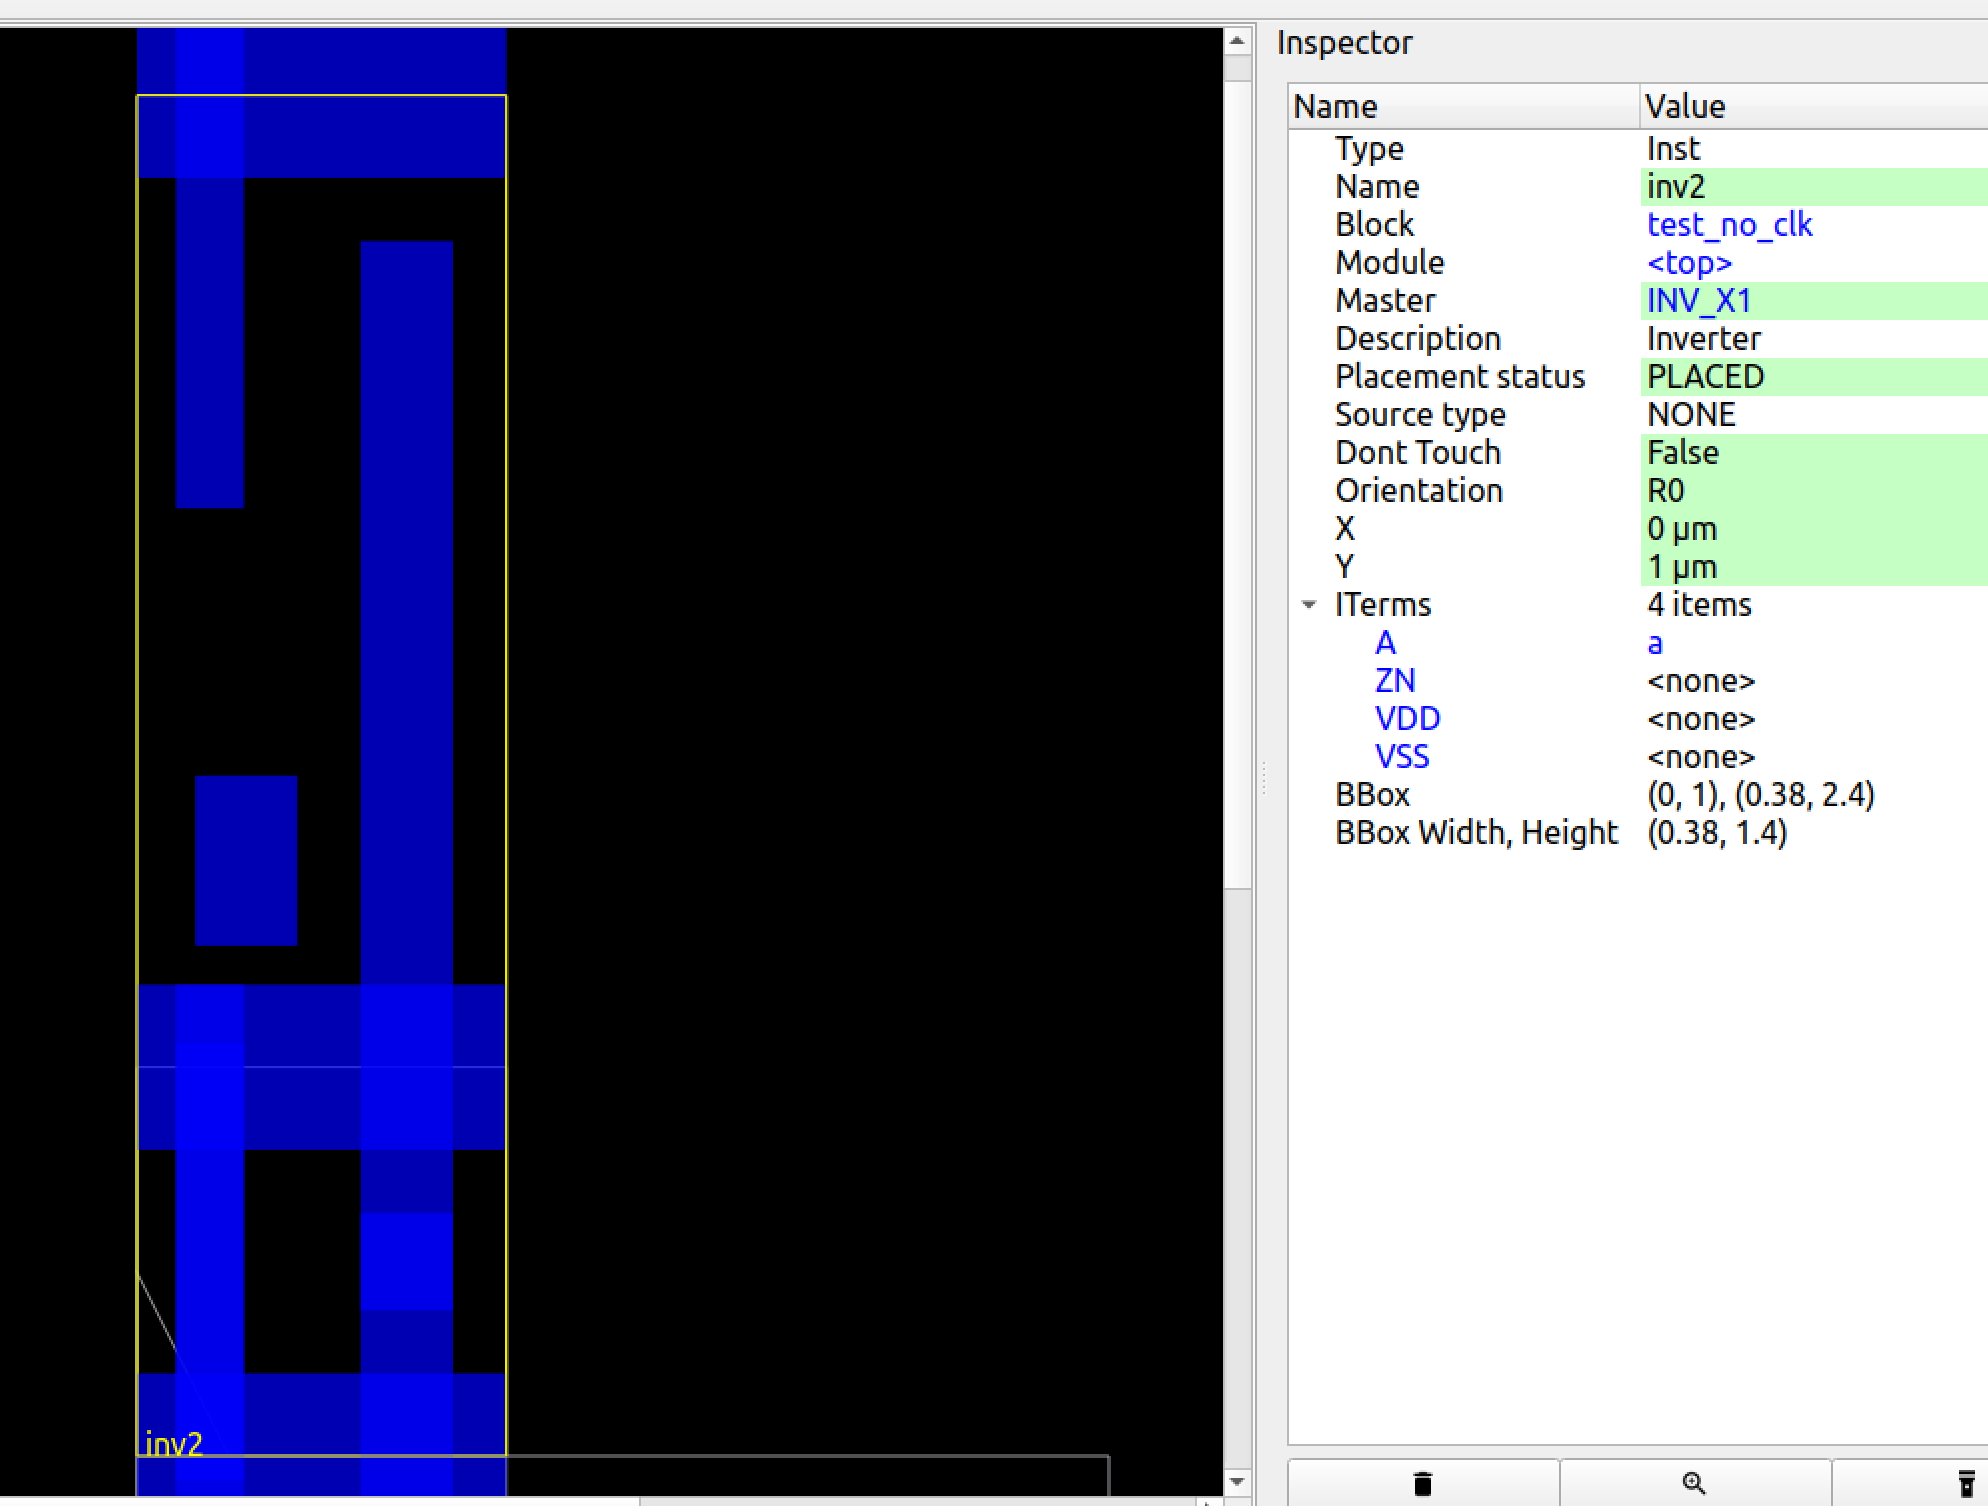 Inspector
Name Value
Type Inst
Name inv2
Block test_no_clk
Module <top>
Master INV_X1
Description Inverter
Placement status PLACED
Source type NONE
Dont Touch False
Orientation R0
X 0 μm
Y 1 μm
ITerms 4 items
A a
ZN <none>
VDD <none>
VSS <none>
BBox (0, 1), (0.38, 2.4)
BBox Width, Height (0.38, 1.4)
inv2